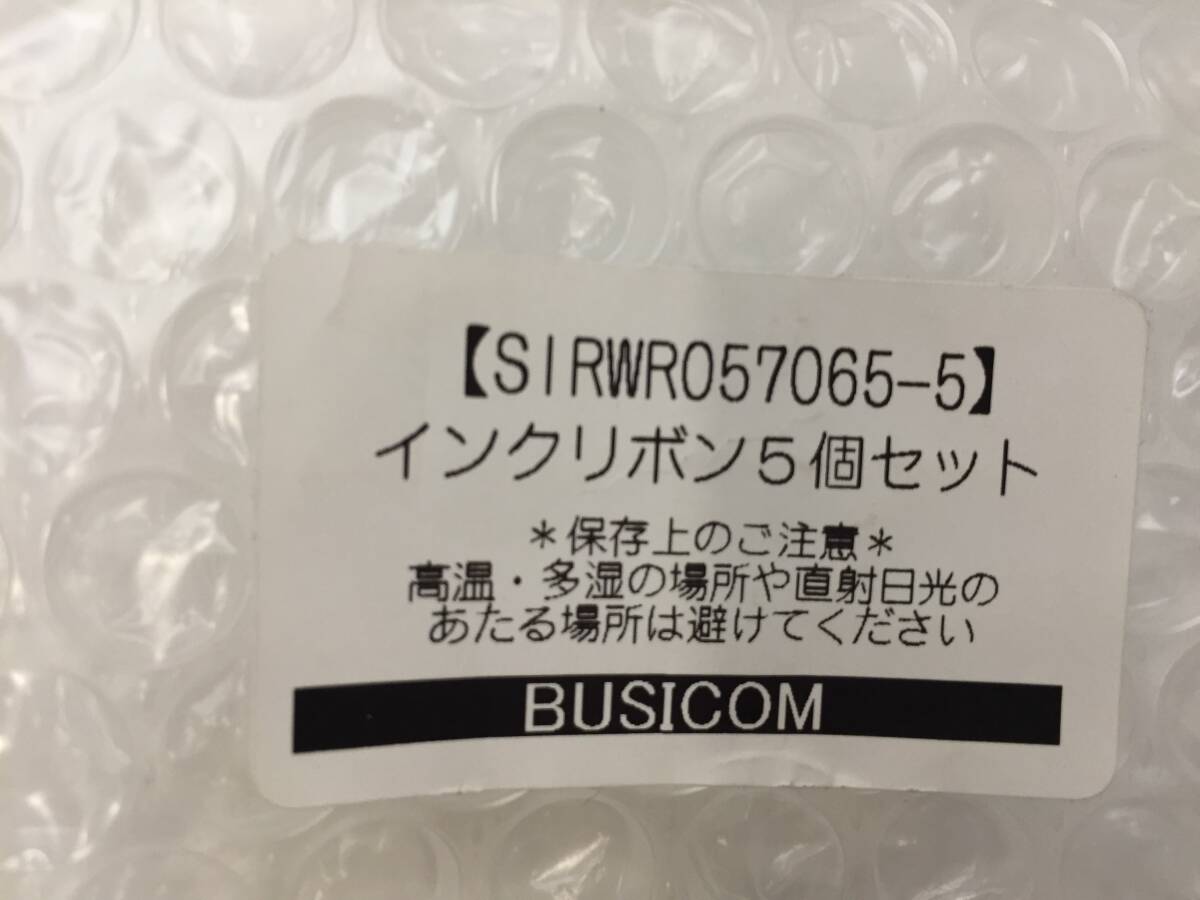 【SIRWR057065-5】
インクリボン5個セット
＊保存上のご注意＊
高温・多湿の場所や直射日光の
あたる場所は避けてください
BUSICOM